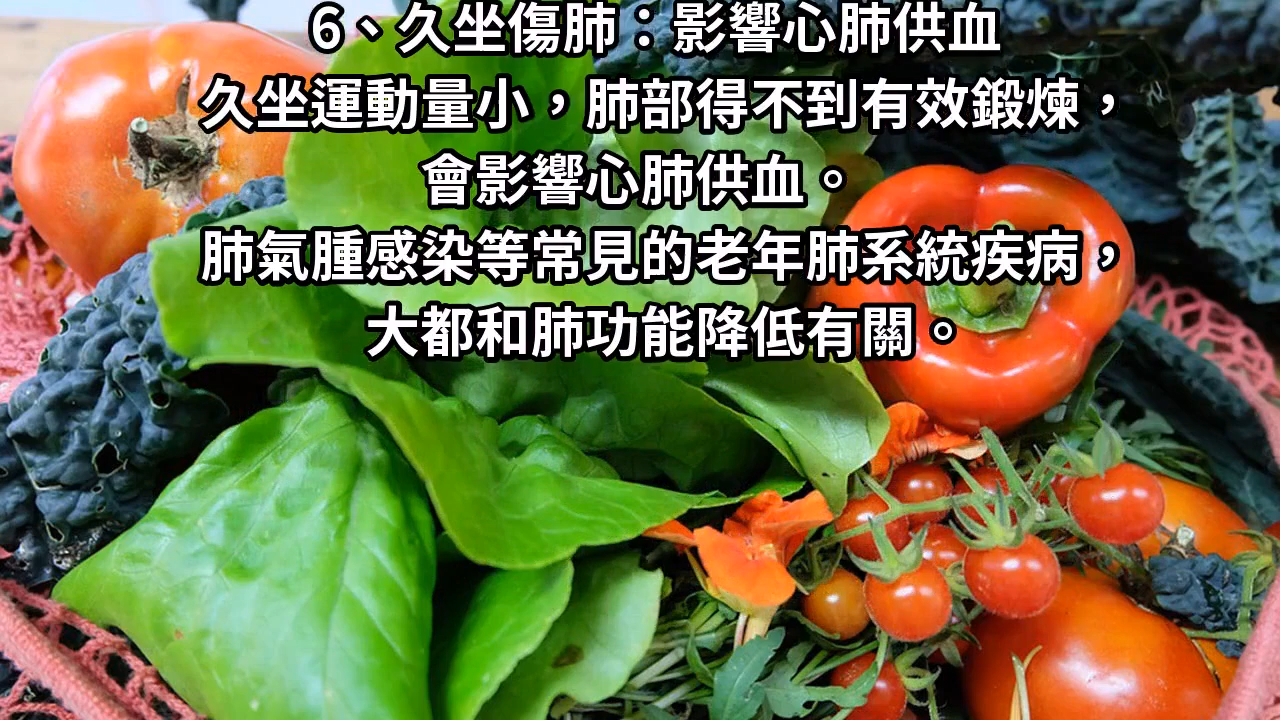 6、久坐傷肺：影響心肺供血
久坐運動量小，肺部得不到有效鍛煉，
會影響心肺供血。
肺氣腫感染等常見的老年肺系統疾病，
大都和肺功能降低有關。